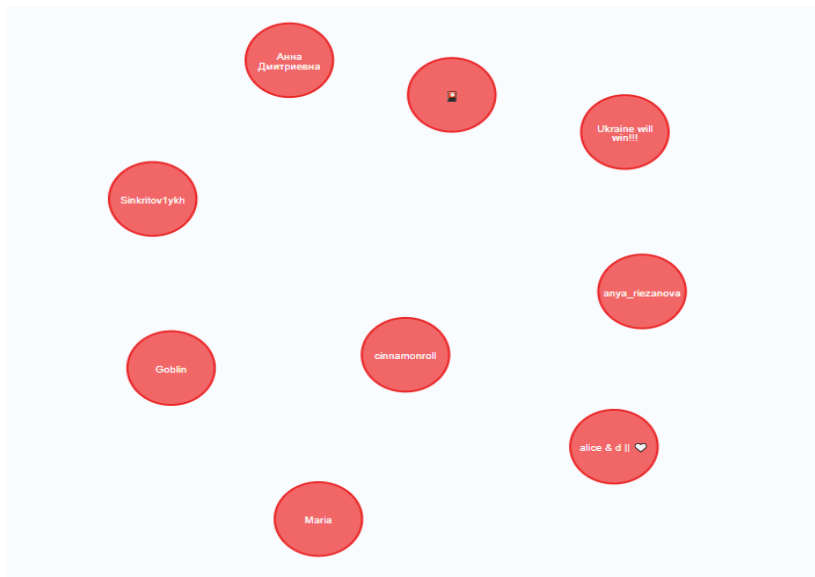 Анна
Дмитриевна
🎴
Ukraine will
win!!!
Sinkritov1ykh
anya_riezanova
cinnamonroll
Goblin
alice & d || 🤍
Maria